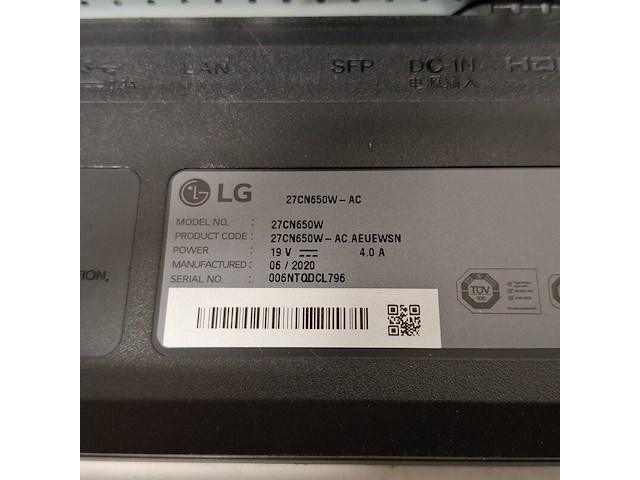 LAN SFP DC-IN
电源输入
LG 27CN650W-AC
MODEL NO. : 27CN650W
PRODUCT CODE : 27CN650W-AC.AEUEWSN
POWER : 19 V 4.0 A
MANUFACTURED : 06 / 2020
SERIAL NO. : 006NTQDCL796
TÜV